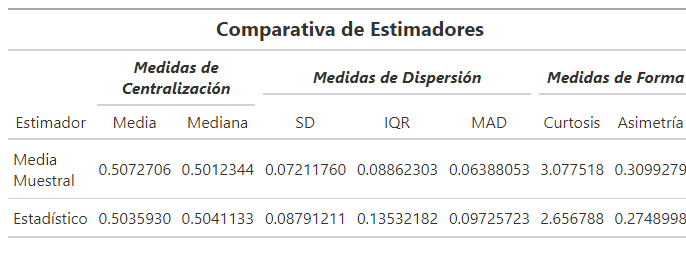 Comparativa de Estimadores
Medidas de Centralización Medidas de Dispersión Medidas de Forma
Estimador Media Mediana SD IQR MAD Curtosis Asimetría
Media Muestral 0.5072706 0.5012344 0.07211760 0.08862303 0.06388053 3.077518 0.3099279
Estadístico 0.5035930 0.5041133 0.08791211 0.13532182 0.09725723 2.656788 0.2748998